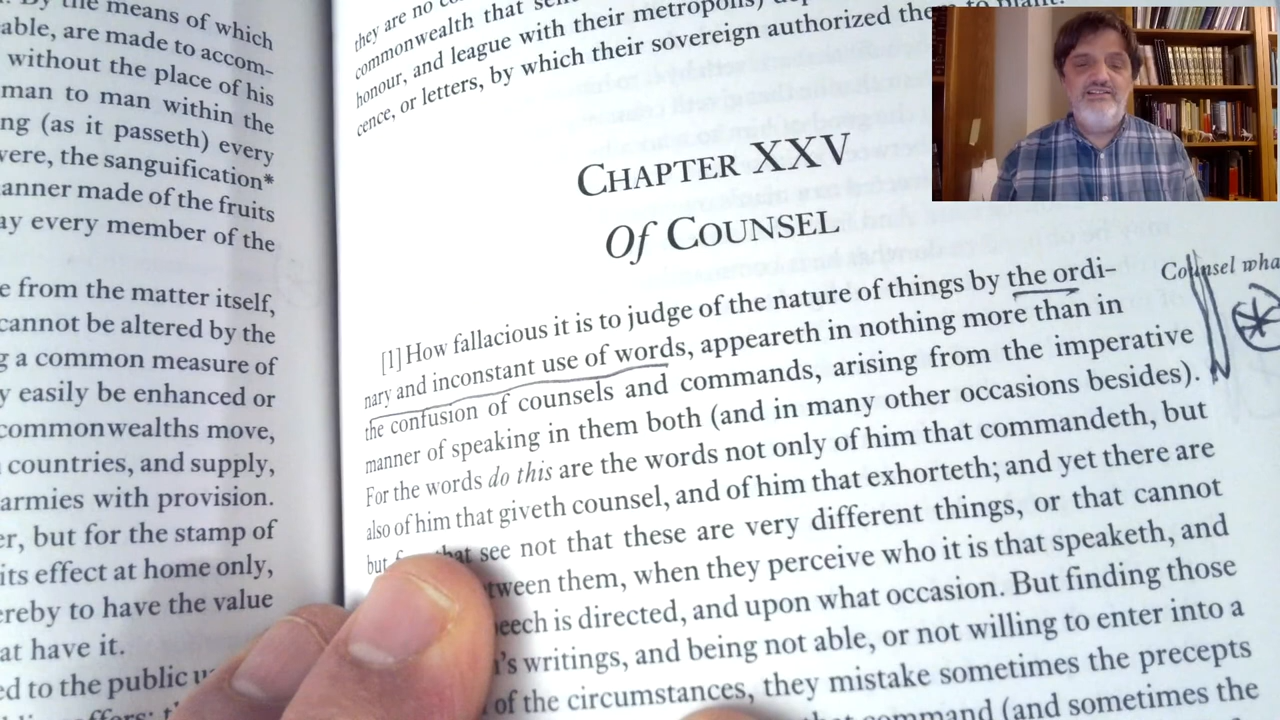 By the means of which
able, are made to accom-
without the place of his
man to man within the
ng (as it passeth) every
vere, the sanguification*
anner made of the fruits
ay every member of the
e from the matter itself,
cannot be altered by the
g a common measure of
y easily be enhanced or
commonwealths move,
countries, and supply,
armies with provision.
er, but for the stamp of
its effect at home only,
ereby to have the value
at have it.
ed to the public
they are no
commonwealth that
honour, and league with their metropolis)
cence, or letters, by which their sovereign authorized them to plant.
CHAPTER XXV
Of COUNSEL
Counsel wha
[1] How fallacious it is to judge of the nature of things by the ordi-
nary and inconstant use of words, appeareth in nothing more than in
the confusion of counsels and commands, arising from the imperative
manner of speaking in them both (and in many other occasions besides).
For the words do this are the words not only of him that commandeth, but
also of him that giveth counsel, and of him that exhorteth; and yet there are
but that see not that these are very different things, or that cannot
tween them, when they perceive who it is that speaketh, and
eech is directed, and upon what occasion. But finding those
's writings, and being not able, or not willing to enter into a
of the circumstances, they mistake sometimes the precepts
command (and sometimes the